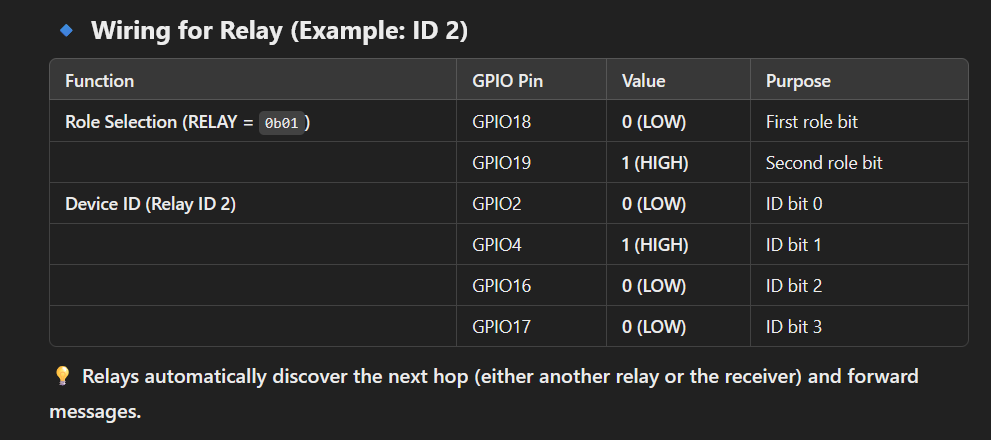 🔹 Wiring for Relay (Example: ID 2)
Function GPIO Pin Value Purpose
Role Selection (RELAY = 0b01) GPIO18 0 (LOW) First role bit
GPIO19 1 (HIGH) Second role bit
Device ID (Relay ID 2) GPIO2 0 (LOW) ID bit 0
GPIO4 1 (HIGH) ID bit 1
GPIO16 0 (LOW) ID bit 2
GPIO17 0 (LOW) ID bit 3
💡 Relays automatically discover the next hop (either another relay or the receiver) and forward
messages.